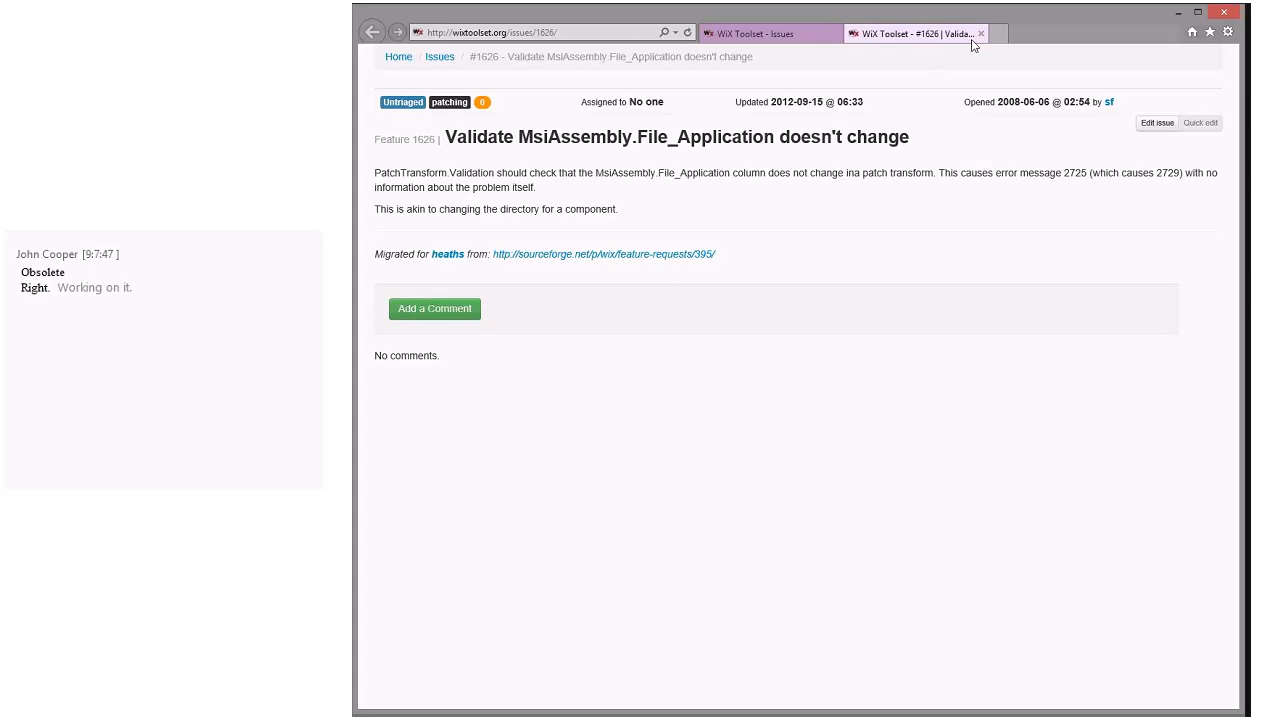 http://wixtoolset.org/issues/1626/
WiX Toolset - Issues
WiX Toolset - #1626 | Valida...
Home / Issues / #1626 - Validate MsiAssembly.File_Application doesn't change
Untriaged patching 0
Assigned to No one
Updated 2012-09-15 @ 06:33
Opened 2008-06-06 @ 02:54 by sf
Edit issue Quick edit
Feature 1626 | Validate MsiAssembly.File_Application doesn't change
PatchTransform.Validation should check that the MsiAssembly.File_Application column does not change ina patch transform. This causes error message 2725 (which causes 2729) with no
information about the problem itself.
This is akin to changing the directory for a component.
Migrated for heaths from: http://sourceforge.net/p/wix/feature-requests/395/
Add a Comment
No comments.
John Cooper [9:7:47 ]
Obsolete
Right. Working on it.